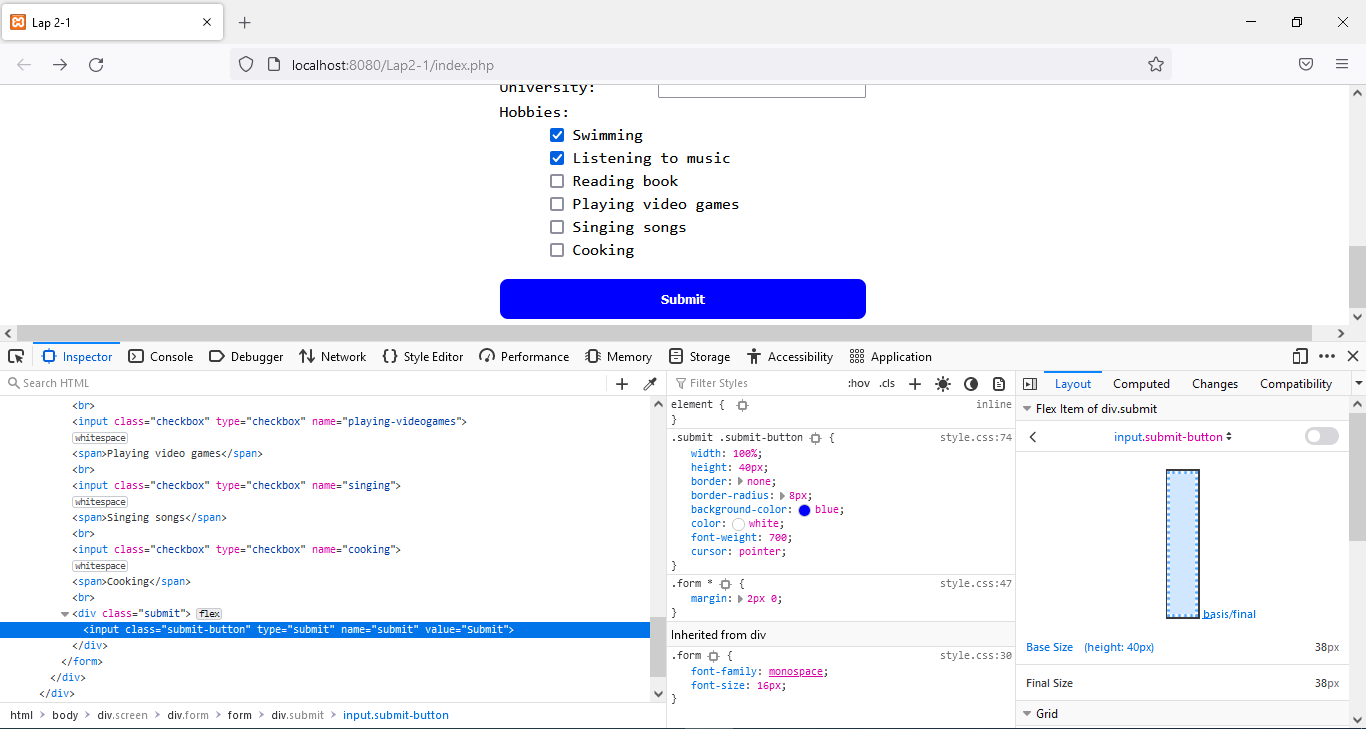 Lap 2-1
localhost:8080/Lap2-1/index.php
University:
Hobbies:
Swimming
Listening to music
Reading book
Playing video games
Singing songs
Cooking
Submit
Inspector Console Debugger Network Style Editor Performance Memory Storage Accessibility Application
Search HTML
<br>
<input class="checkbox" type="checkbox" name="playing-videogames">
whitespace
<span>Playing video games</span>
<br>
<input class="checkbox" type="checkbox" name="singing">
whitespace
<span>Singing songs</span>
<br>
<input class="checkbox" type="checkbox" name="cooking">
whitespace
<span>Cooking</span>
<br>
<div class="submit"> flex
<input class="submit-button" type="submit" name="submit" value="Submit">
</div>
</form>
</div>
</div>
html > body > div.screen > div.form > form > div.submit > input.submit-button
Filter Styles :hov .cls
element { inline
}
.submit .submit-button { style.css:74
width: 100%;
height: 40px;
border: none;
border-radius: 8px;
background-color: blue;
color: white;
font-weight: 700;
cursor: pointer;
}
.form * { style.css:47
margin: 2px 0;
}
Inherited from div
.form { style.css:30
font-family: monospace;
font-size: 16px;
}
Layout Computed Changes Compatibility
Flex Item of div.submit
input.submit-button
basis/final
Base Size (height: 40px) 38px
Final Size 38px
Grid